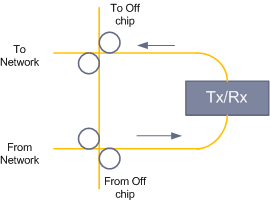 To Off
chip
To
Network
Tx/Rx
From
Network
From Off
chip